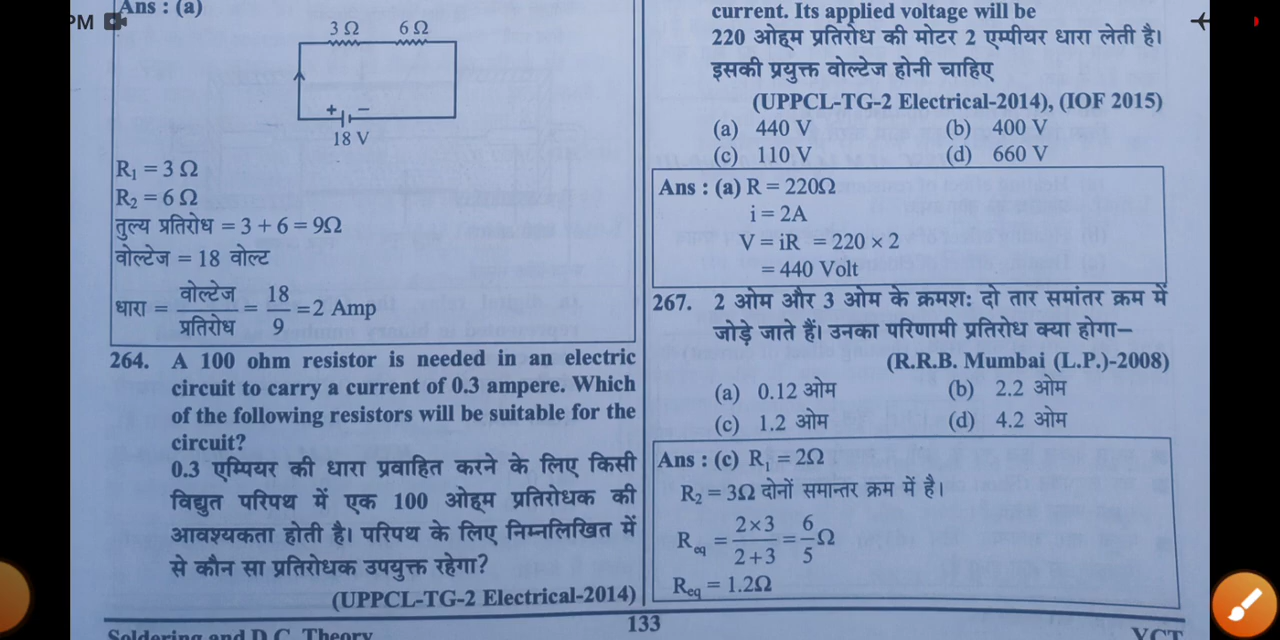 PM
Ans : (a)
3 Ω 6 Ω
+ −
18 V
R₁ = 3 Ω
R₂ = 6 Ω
तुल्य प्रतिरोध = 3 + 6 = 9Ω
वोल्टेज = 18 वोल्ट
धारा = वोल्टेज/प्रतिरोध = 18/9 = 2 Amp
264. A 100 ohm resistor is needed in an electric
circuit to carry a current of 0.3 ampere. Which
of the following resistors will be suitable for the
circuit?
0.3 एम्पियर की धारा प्रवाहित करने के लिए किसी
विद्युत परिपथ में एक 100 ओह्म प्रतिरोधक की
आवश्यकता होती है। परिपथ के लिए निम्नलिखित में
से कौन सा प्रतिरोधक उपयुक्त रहेगा?
(UPPCL-TG-2 Electrical-2014)
current. Its applied voltage will be
220 ओह्म प्रतिरोध की मोटर 2 एम्पीयर धारा लेती है।
इसकी प्रयुक्त वोल्टेज होनी चाहिए
(UPPCL-TG-2 Electrical-2014), (IOF 2015)
(a) 440 V (b) 400 V
(c) 110 V (d) 660 V
Ans : (a) R = 220Ω
i = 2A
V = iR = 220 × 2
= 440 Volt
267. 2 ओम और 3 ओम के क्रमश: दो तार समांतर क्रम में
जोड़े जाते हैं। उनका परिणामी प्रतिरोध क्या होगा–
(R.R.B. Mumbai (L.P.)-2008)
(a) 0.12 ओम (b) 2.2 ओम
(c) 1.2 ओम (d) 4.2 ओम
Ans : (c) R₁ = 2Ω
R₂ = 3Ω दोनों समान्तर क्रम में है।
Req = 2×3/2+3 = 6/5 Ω
Req = 1.2Ω
133
Soldering and D.C. Theory YCT